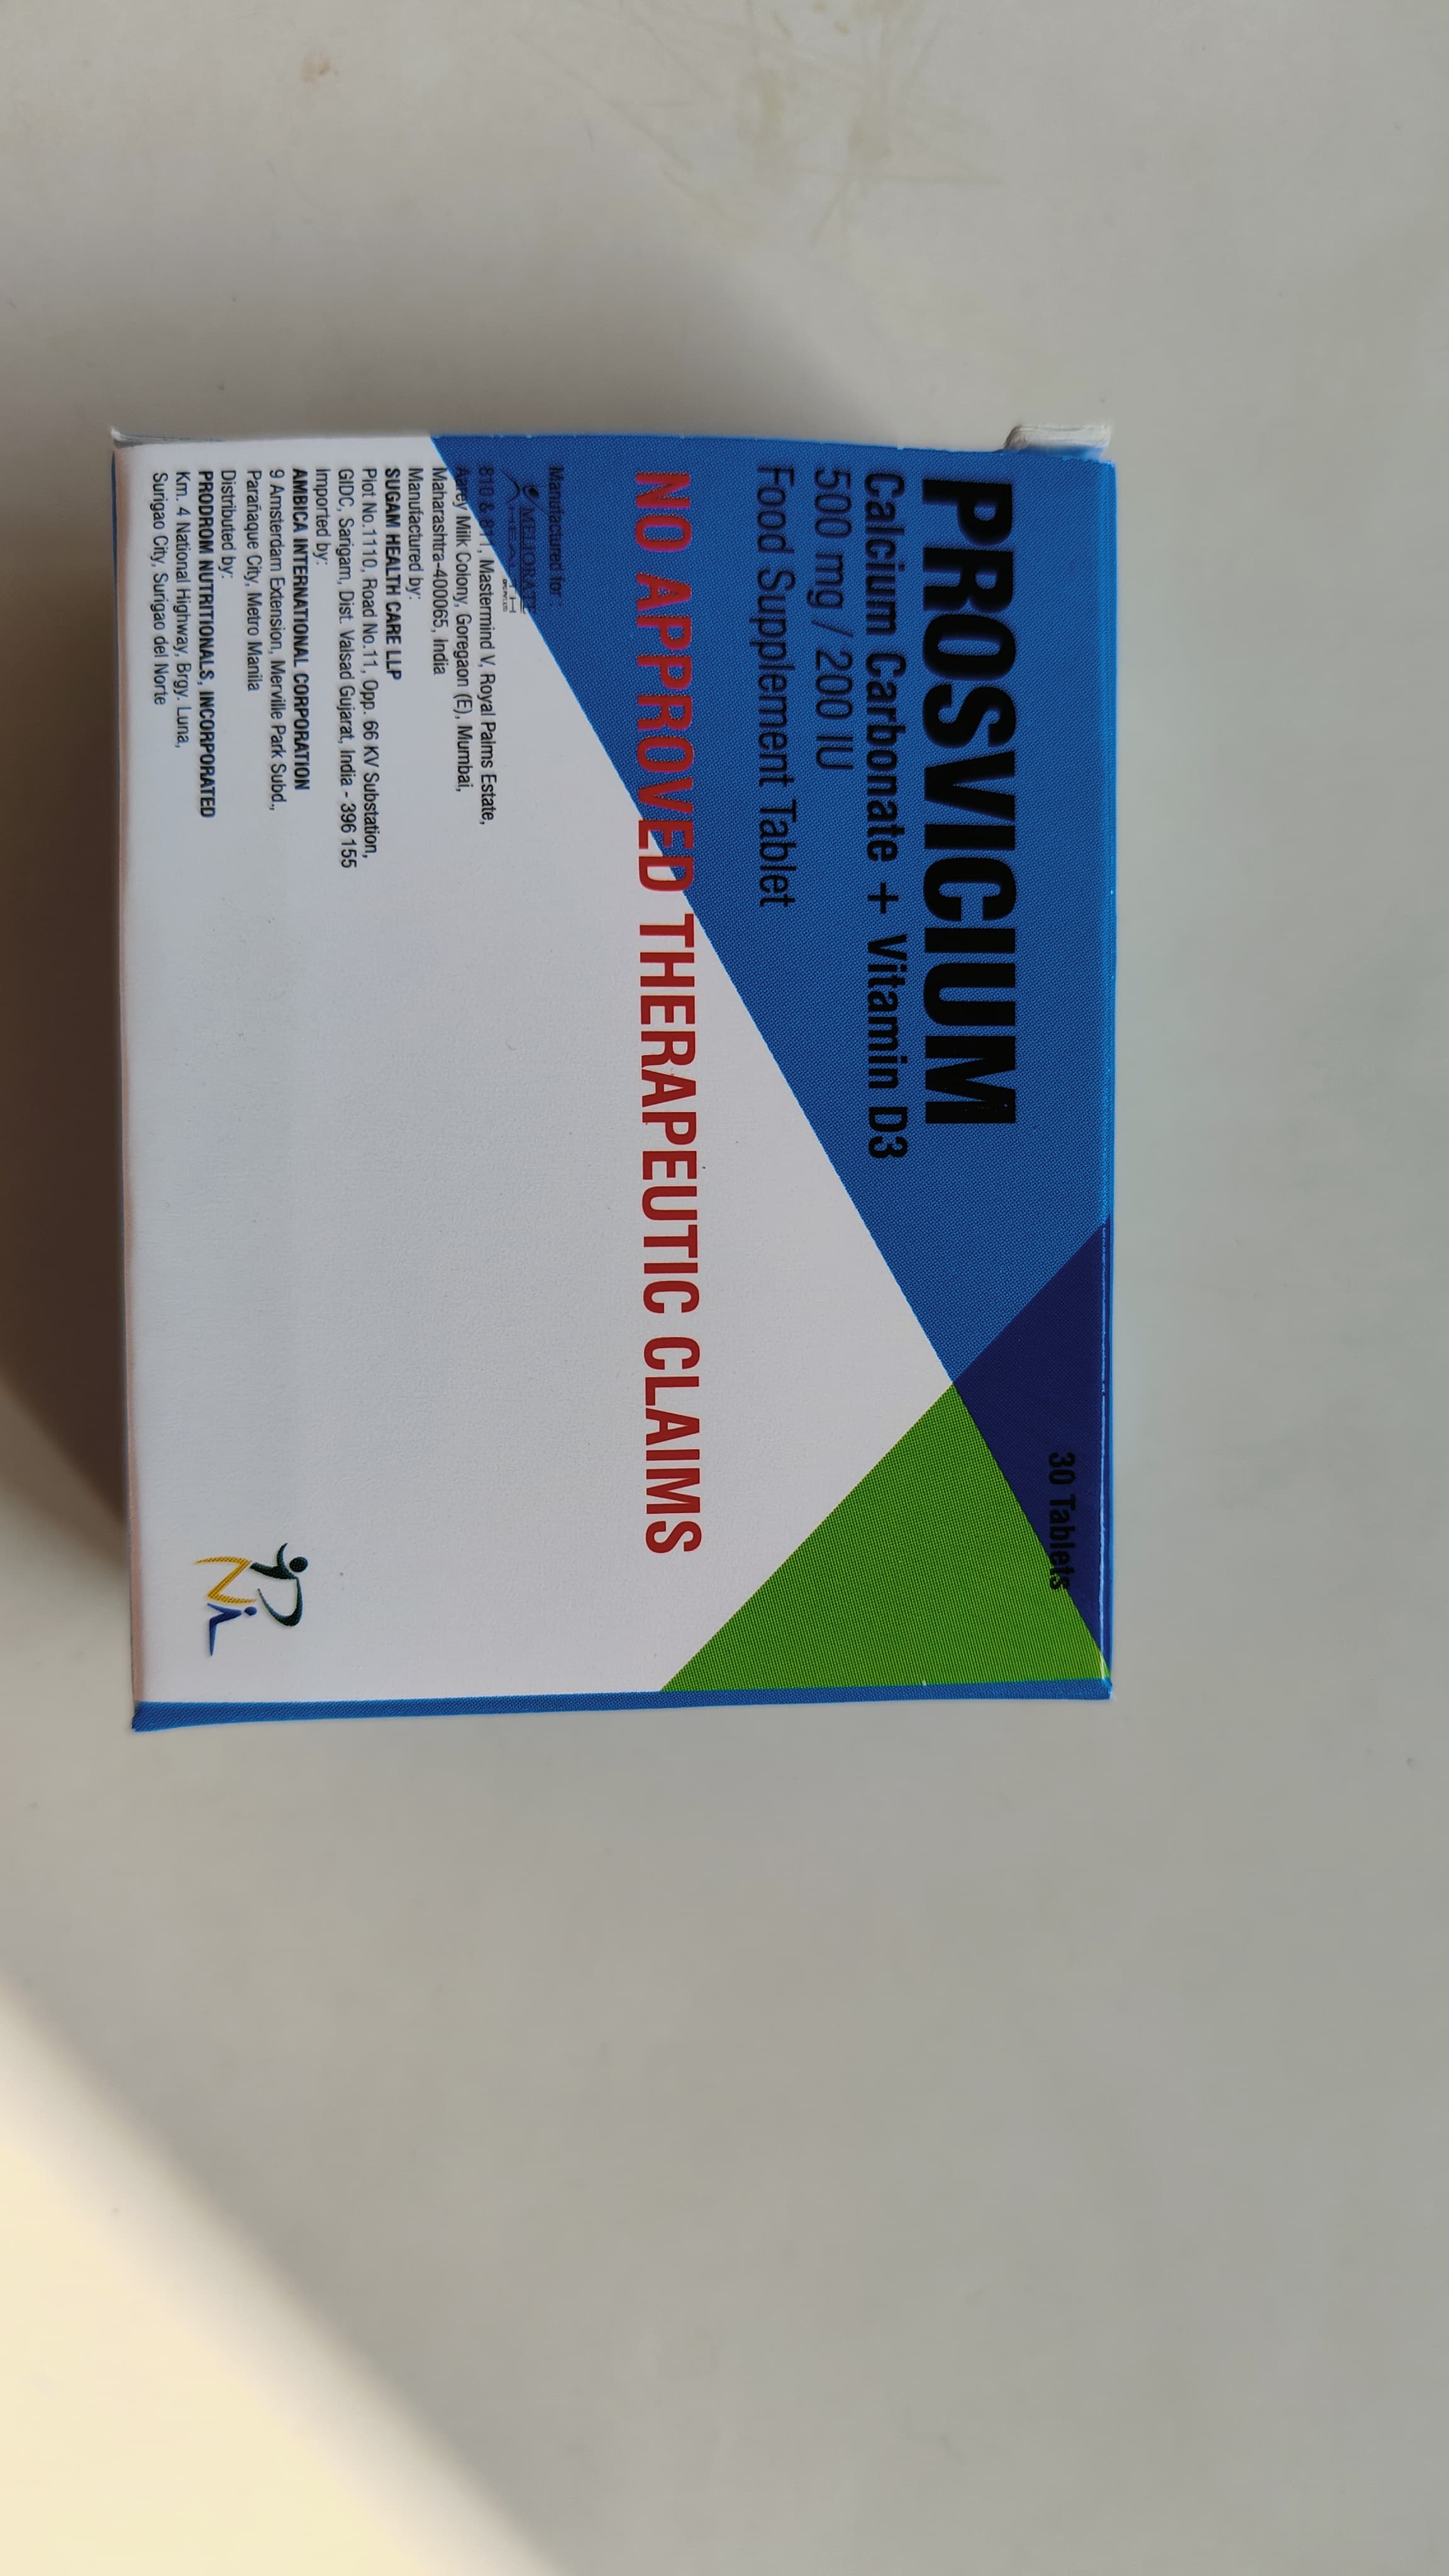 30 Tablets
PROSVICIUM
Calcium Carbonate + Vitamin D3
500 mg / 200 IU
Food Supplement Tablet
NO APPROVED THERAPEUTIC CLAIMS
Manufactured for :
MELIORATE
HEALTH
810 & 811, Mastermind V, Royal Palms Estate,
Aarey Milk Colony, Goregaon (E), Mumbai,
Maharashtra-400065, India
Manufactured by:
SUGAM HEALTH CARE LLP
Plot No.1110, Road No.11, Opp. 66 KV Substation,
GIDC, Sarigam, Dist. Valsad Gujarat, India - 396 155
Imported by:
AMBICA INTERNATIONAL CORPORATION
9 Amsterdam Extension, Merville Park Subd.,
Parañaque City, Metro Manila
Distributed by:
PRODROM NUTRITIONALS, INCORPORATED
Km. 4 National Highway, Brgy. Luna,
Surigao City, Surigao del Norte
PNI